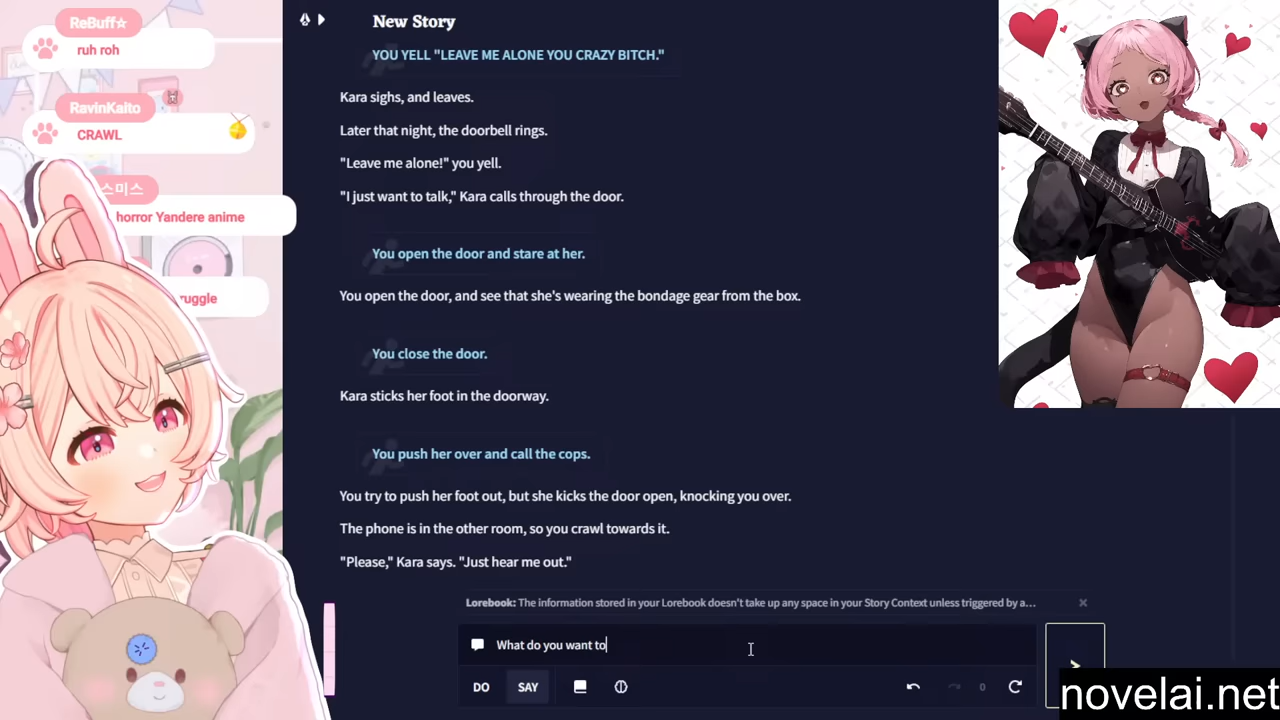 ReBuff☆
ruh roh
RavinKaito
CRAWL
스미스
horror Yandere anime
ruggle
New Story
YOU YELL "LEAVE ME ALONE YOU CRAZY BITCH."
Kara sighs, and leaves.
Later that night, the doorbell rings.
"Leave me alone!" you yell.
"I just want to talk," Kara calls through the door.
You open the door and stare at her.
You open the door, and see that she's wearing the bondage gear from the box.
You close the door.
Kara sticks her foot in the doorway.
You push her over and call the cops.
You try to push her foot out, but she kicks the door open, knocking you over.
The phone is in the other room, so you crawl towards it.
"Please," Kara says. "Just hear me out."
Lorebook: The information stored in your Lorebook doesn't take up any space in your Story Context unless triggered by a...
What do you want to
DO
SAY
0
novelai.net